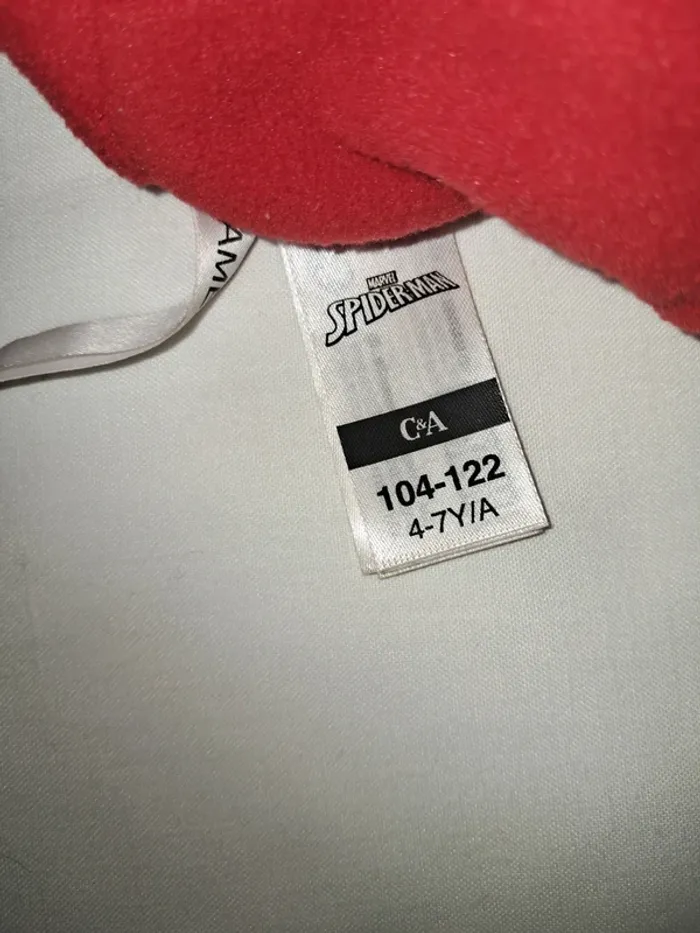 MARVEL
SPIDER-MAN
C&A
104-122
4-7Y/A